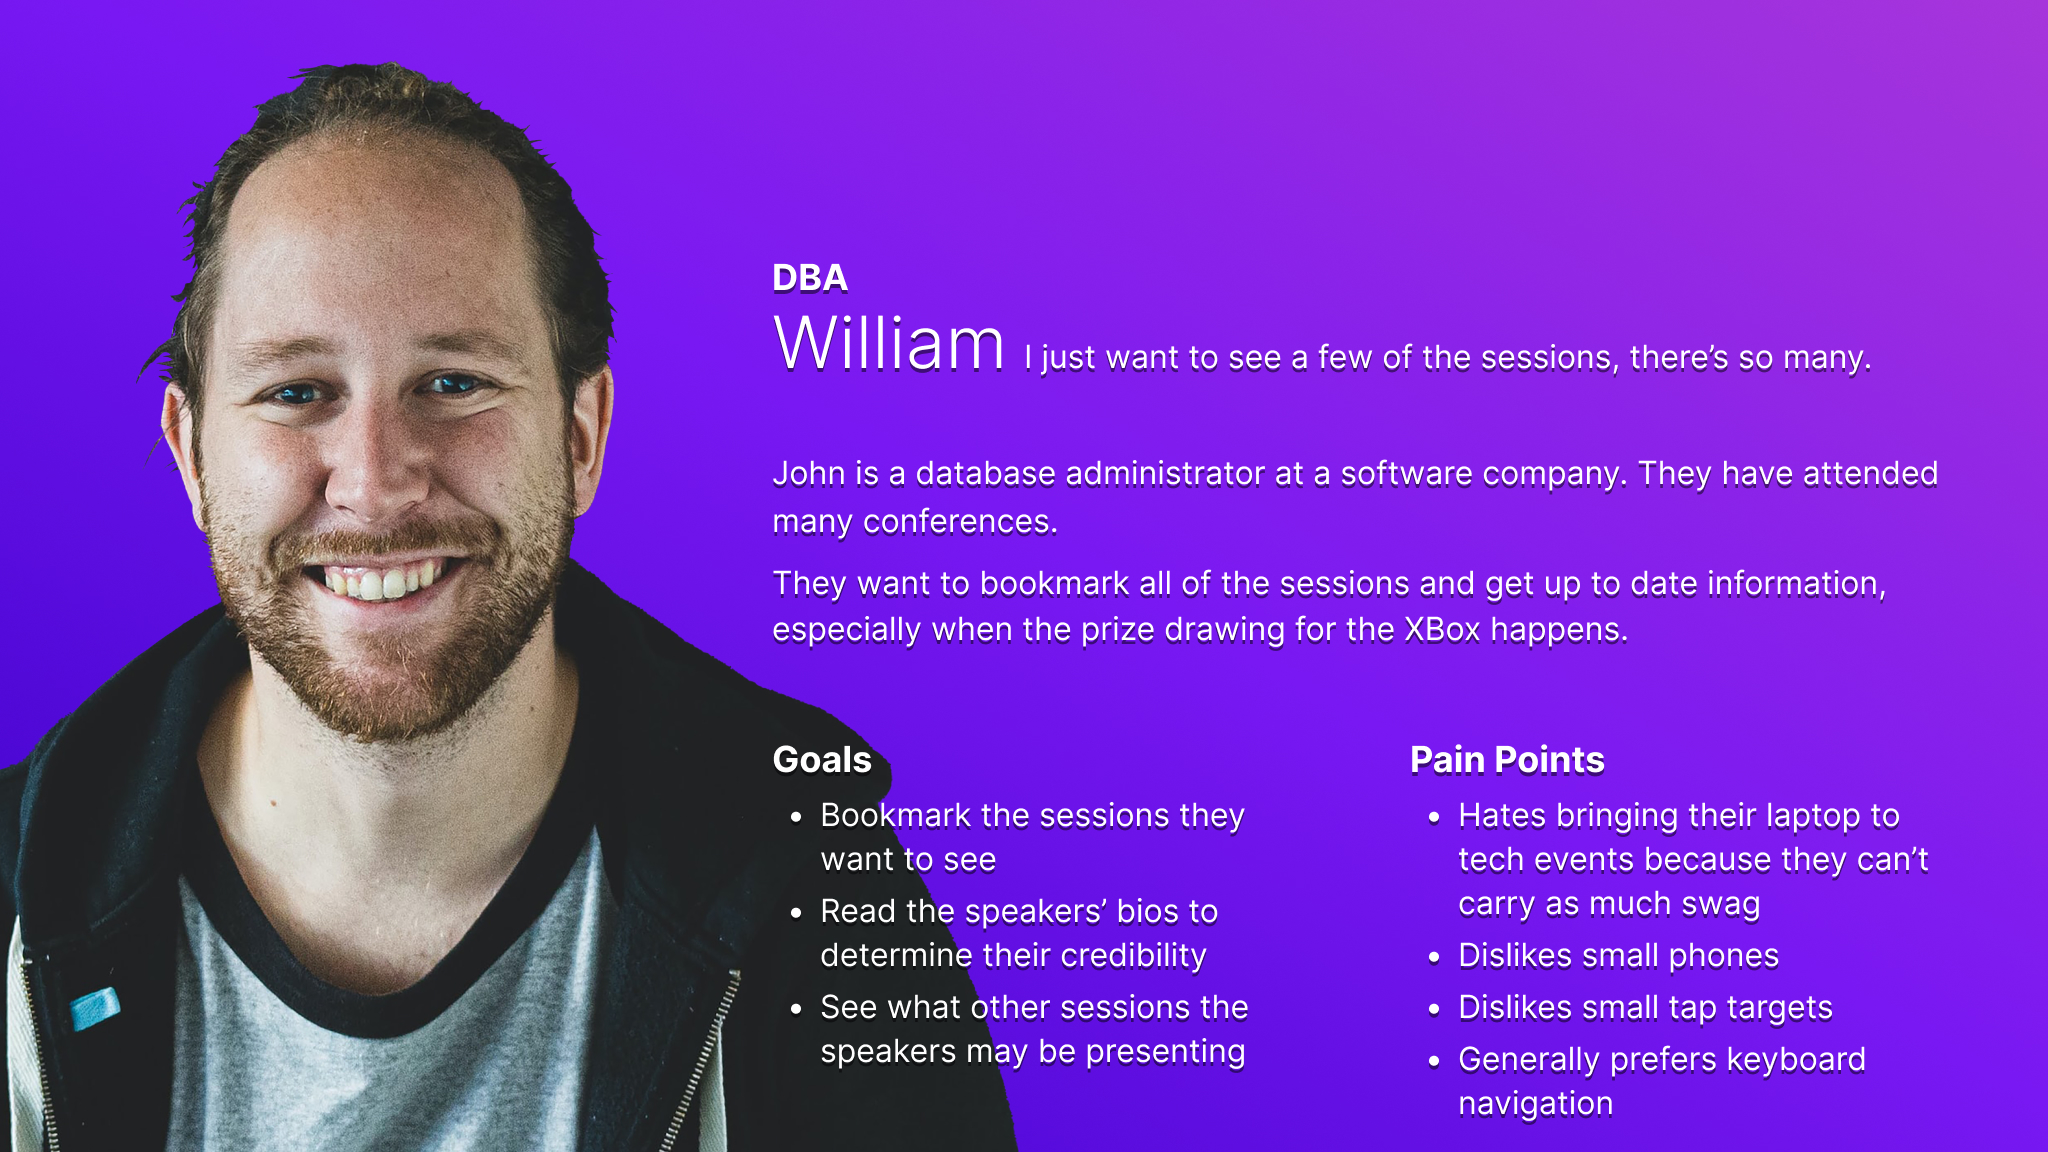 DBA
William I just want to see a few of the sessions, there’s so many.
John is a database administrator at a software company. They have attended
many conferences.
They want to bookmark all of the sessions and get up to date information,
especially when the prize drawing for the XBox happens.
Goals
• Bookmark the sessions they
want to see
• Read the speakers’ bios to
determine their credibility
• See what other sessions the
speakers may be presenting
Pain Points
• Hates bringing their laptop to
tech events because they can’t
carry as much swag
• Dislikes small phones
• Dislikes small tap targets
• Generally prefers keyboard
navigation